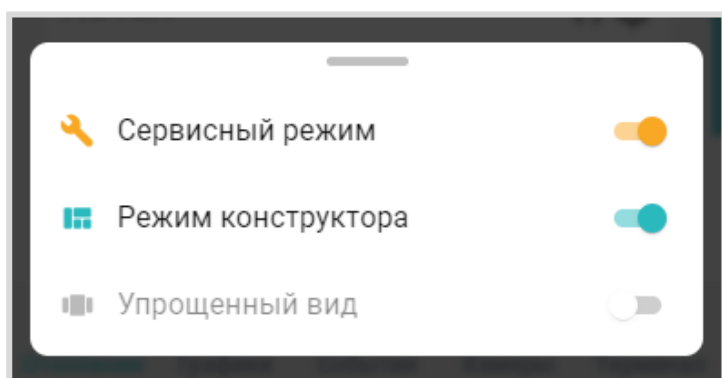 Сервисный режим
Режим конструктора
Упрощенный вид